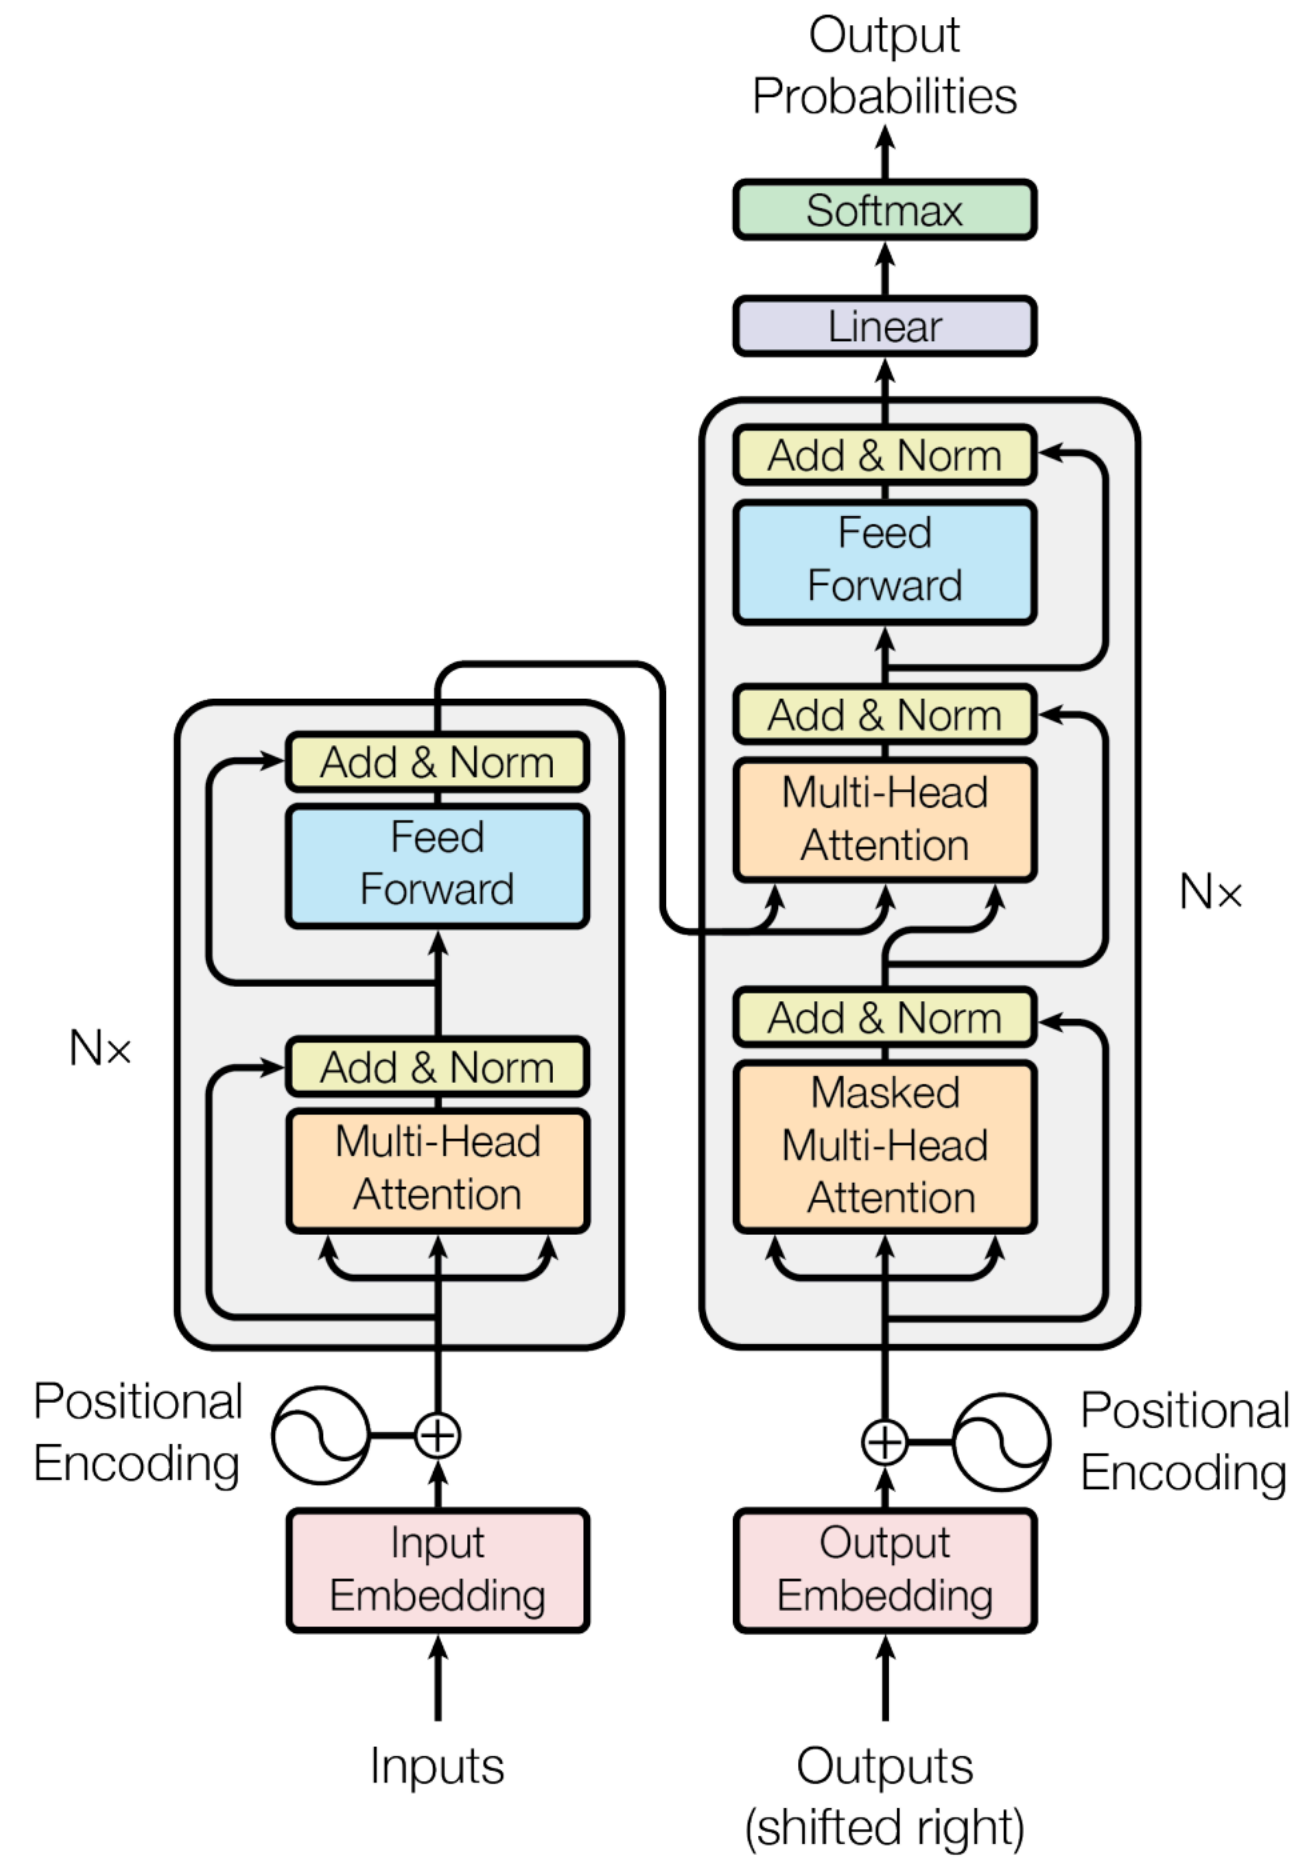 Output
Probabilities
Softmax
Linear
Add & Norm
Feed
Forward
Add & Norm
Multi-Head
Attention
N×
Add & Norm
Masked
Multi-Head
Attention
Add & Norm
Feed
Forward
N×
Add & Norm
Multi-Head
Attention
Positional
Encoding
Positional
Encoding
Input
Embedding
Output
Embedding
Inputs
Outputs
(shifted right)